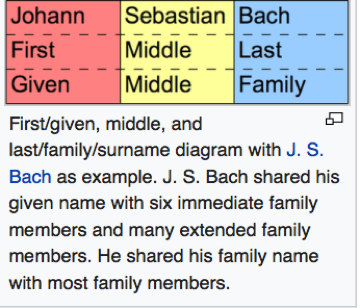 Johann Sebastian Bach
First Middle Last
Given Middle Family
First/given, middle, and
last/family/surname diagram with J. S.
Bach as example. J. S. Bach shared his
given name with six immediate family
members and many extended family
members. He shared his family name
with most family members.